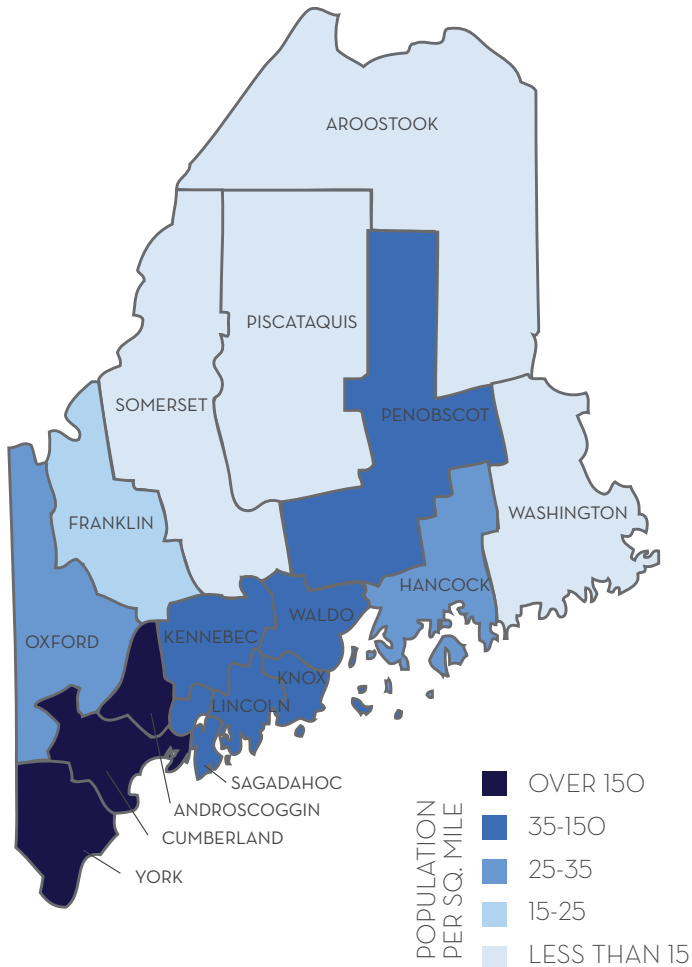 AROOSTOOK
PISCATAQUIS
SOMERSET
PENOBSCOT
FRANKLIN
WASHINGTON
HANCOCK
OXFORD
KENNEBEC
WALDO
KNOX
LINCOLN
SAGADAHOC
ANDROSCOGGIN
CUMBERLAND
YORK
POPULATION
PER SQ. MILE
OVER 150
35-150
25-35
15-25
LESS THAN 15